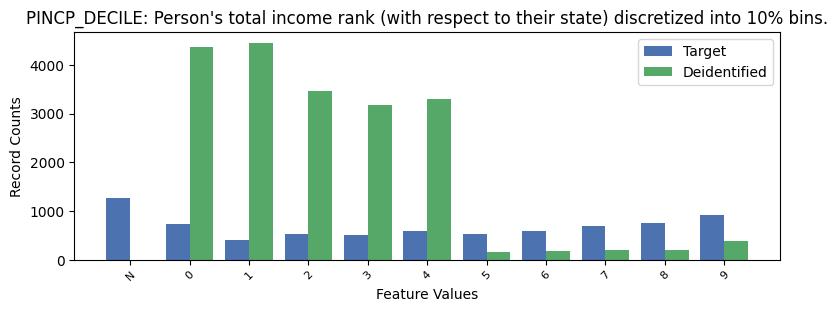 PINCP_DECILE: Person's total income rank (with respect to their state) discretized into 10% bins.
Target
Deidentified
4000
3000
2000
1000
0
Record Counts
N 0 1 2 3 4 5 6 7 8 9
Feature Values